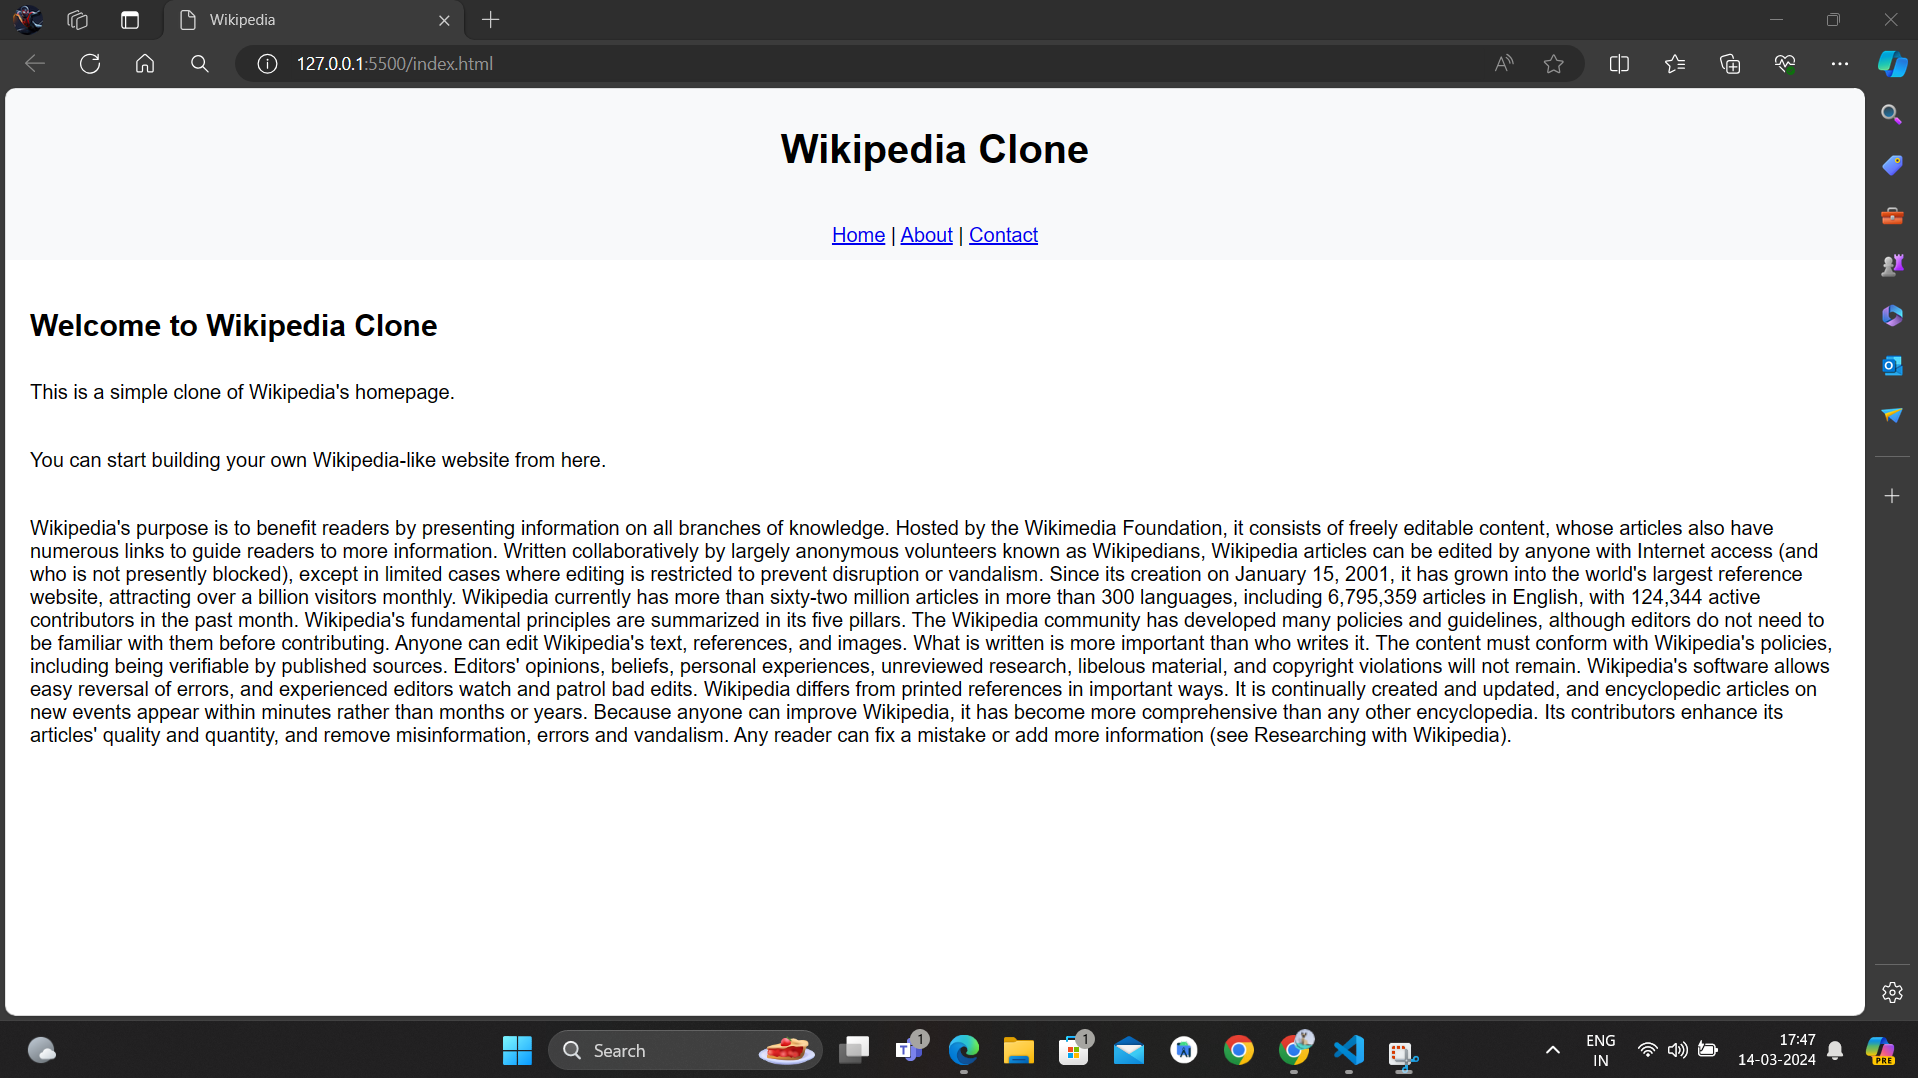 Wikipedia
127.0.0.1:5500/index.html
Wikipedia Clone
Home | About | Contact
Welcome to Wikipedia Clone
This is a simple clone of Wikipedia's homepage.
You can start building your own Wikipedia-like website from here.
Wikipedia's purpose is to benefit readers by presenting information on all branches of knowledge. Hosted by the Wikimedia Foundation, it consists of freely editable content, whose articles also have
numerous links to guide readers to more information. Written collaboratively by largely anonymous volunteers known as Wikipedians, Wikipedia articles can be edited by anyone with Internet access (and
who is not presently blocked), except in limited cases where editing is restricted to prevent disruption or vandalism. Since its creation on January 15, 2001, it has grown into the world's largest reference
website, attracting over a billion visitors monthly. Wikipedia currently has more than sixty-two million articles in more than 300 languages, including 6,795,359 articles in English, with 124,344 active
contributors in the past month. Wikipedia's fundamental principles are summarized in its five pillars. The Wikipedia community has developed many policies and guidelines, although editors do not need to
be familiar with them before contributing. Anyone can edit Wikipedia's text, references, and images. What is written is more important than who writes it. The content must conform with Wikipedia's policies,
including being verifiable by published sources. Editors' opinions, beliefs, personal experiences, unreviewed research, libelous material, and copyright violations will not remain. Wikipedia's software allows
easy reversal of errors, and experienced editors watch and patrol bad edits. Wikipedia differs from printed references in important ways. It is continually created and updated, and encyclopedic articles on
new events appear within minutes rather than months or years. Because anyone can improve Wikipedia, it has become more comprehensive than any other encyclopedia. Its contributors enhance its
articles' quality and quantity, and remove misinformation, errors and vandalism. Any reader can fix a mistake or add more information (see Researching with Wikipedia).
Search
1
1
ENG
IN
17:47
14-03-2024
PRE